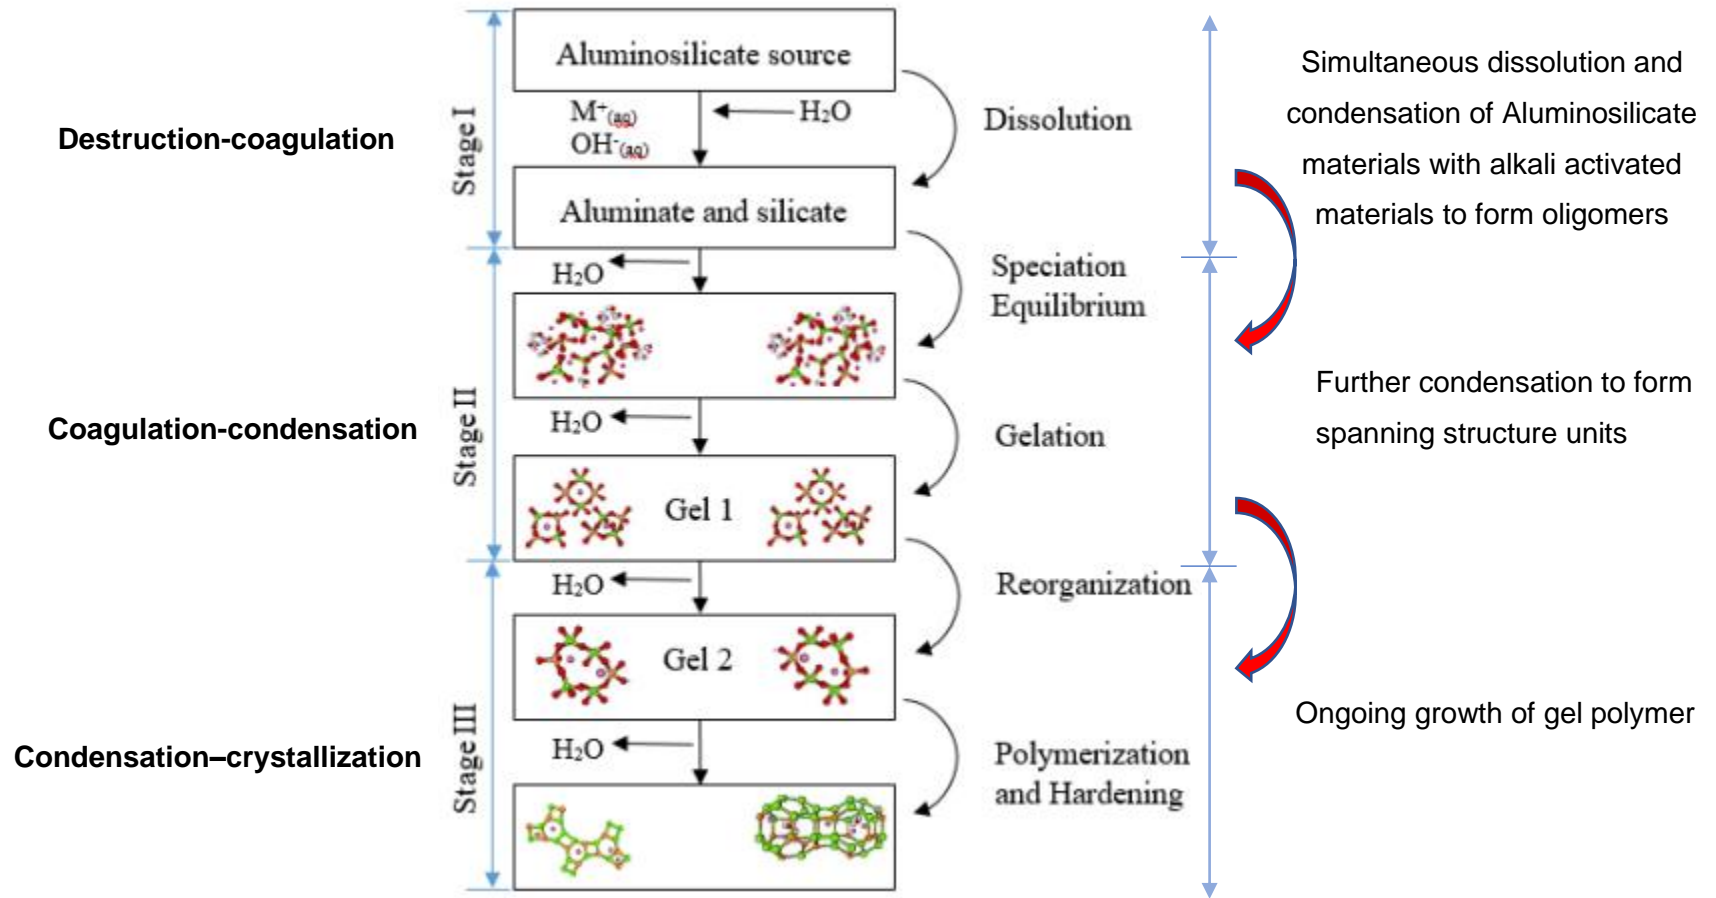 Aluminosilicate source
M⁺(aq)
OH⁻(aq)
H₂O
Dissolution
Stage I
Destruction-coagulation
Aluminate and silicate
Simultaneous dissolution and
condensation of Aluminosilicate
materials with alkali activated
materials to form oligomers
H₂O
Speciation
Equilibrium
H₂O
Gelation
Stage II
Coagulation-condensation
Gel 1
Further condensation to form
spanning structure units
H₂O
Reorganization
Gel 2
Stage III
Condensation–crystallization
H₂O
Polymerization
and Hardening
Ongoing growth of gel polymer